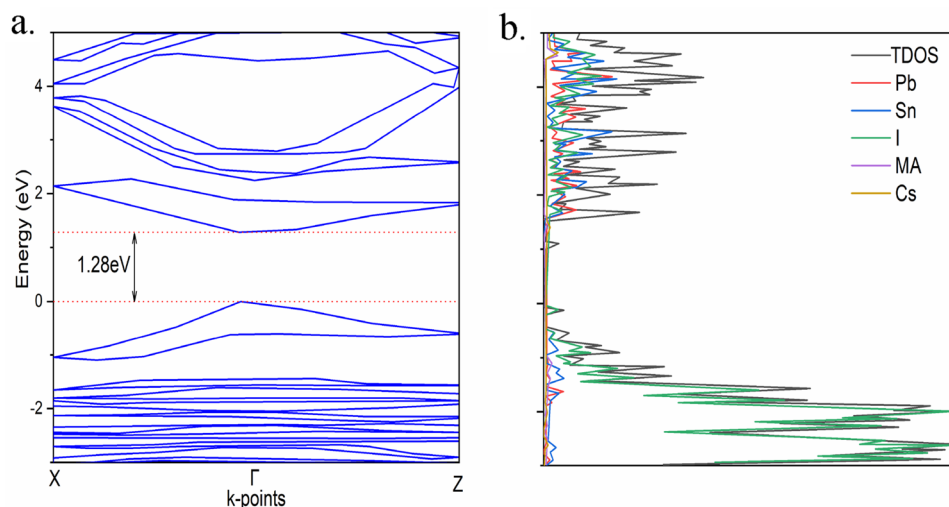 a.
Energy (eV)
4
2
0
-2
1.28eV
X
Γ
Z
k-points
b.
TDOS
Pb
Sn
I
MA
Cs